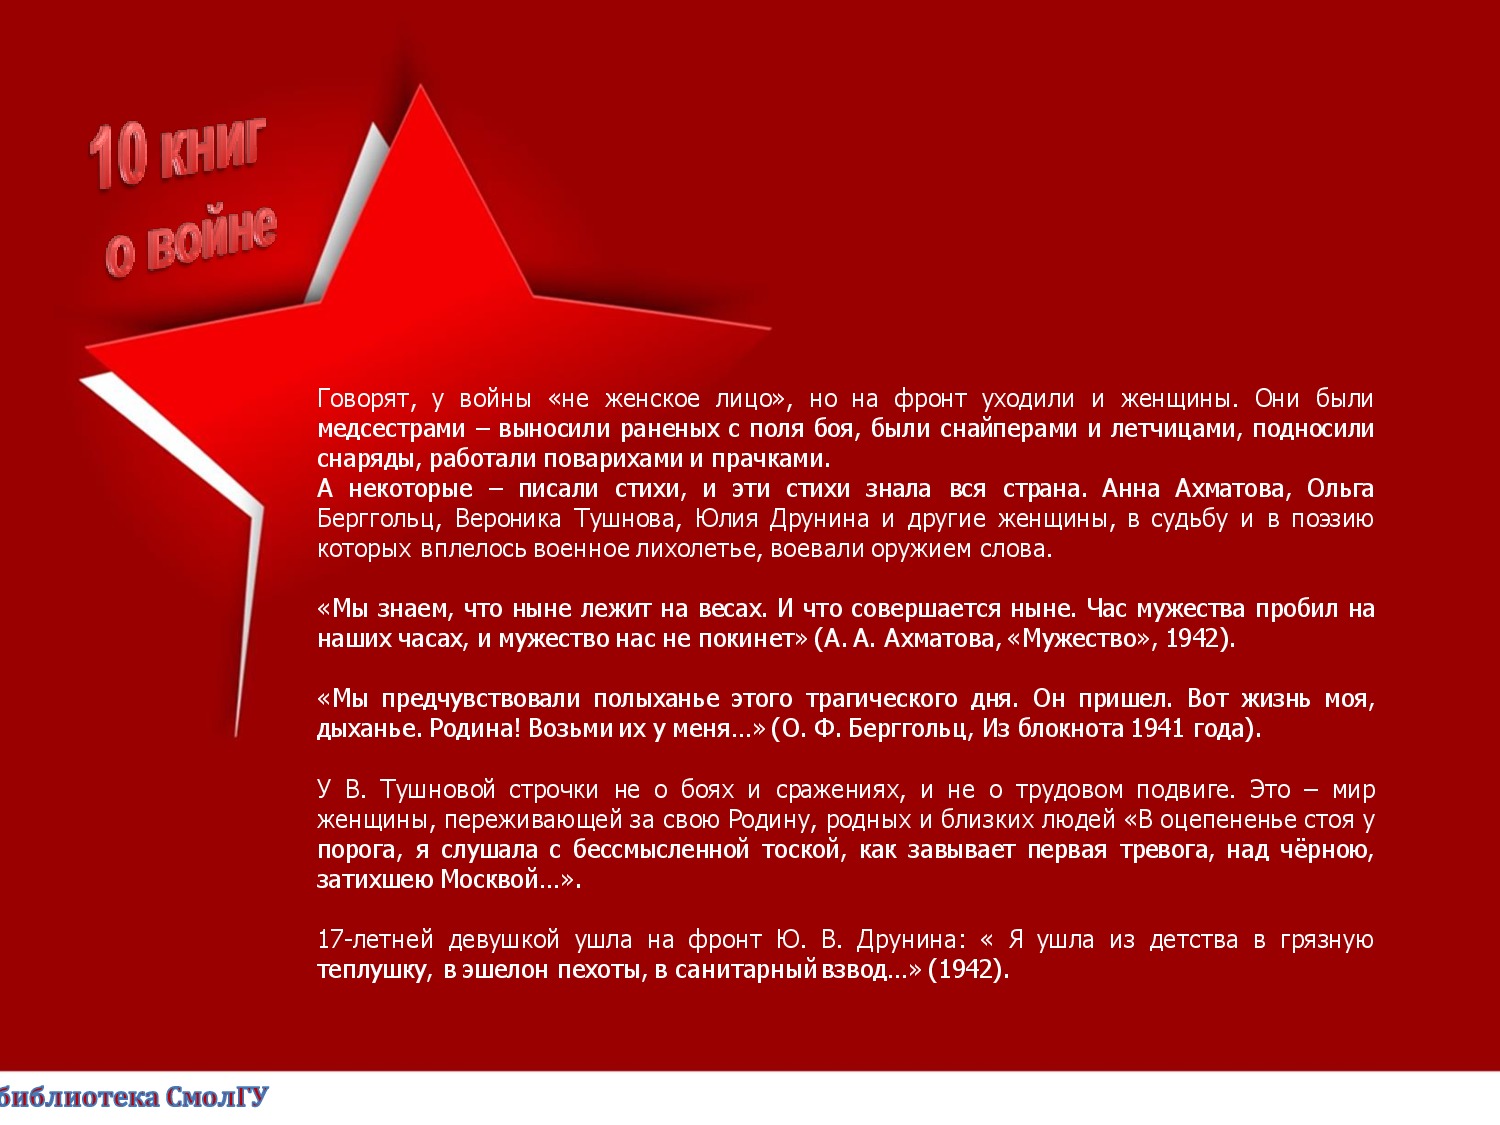 10 книг
о войне
Говорят, у войны «не женское лицо», но на фронт уходили и женщины. Они были
медсестрами – выносили раненых с поля боя, были снайперами и летчицами, подносили
снаряды, работали поварихами и прачками.
А некоторые – писали стихи, и эти стихи знала вся страна. Анна Ахматова, Ольга
Берггольц, Вероника Тушнова, Юлия Друнина и другие женщины, в судьбу и в поэзию
которых вплелось военное лихолетье, воевали оружием слова.
«Мы знаем, что ныне лежит на весах. И что совершается ныне. Час мужества пробил на
наших часах, и мужество нас не покинет» (А. А. Ахматова, «Мужество», 1942).
«Мы предчувствовали полыханье этого трагического дня. Он пришел. Вот жизнь моя,
дыханье. Родина! Возьми их у меня…» (О. Ф. Берггольц, Из блокнота 1941 года).
У В. Тушновой строчки не о боях и сражениях, и не о трудовом подвиге. Это – мир
женщины, переживающей за свою Родину, родных и близких людей «В оцепененье стоя у
порога, я слушала с бессмысленной тоской, как завывает первая тревога, над чёрною,
затихшею Москвой…».
17-летней девушкой ушла на фронт Ю. В. Друнина: « Я ушла из детства в грязную
теплушку, в эшелон пехоты, в санитарный взвод…» (1942).
библиотека СмолГУ